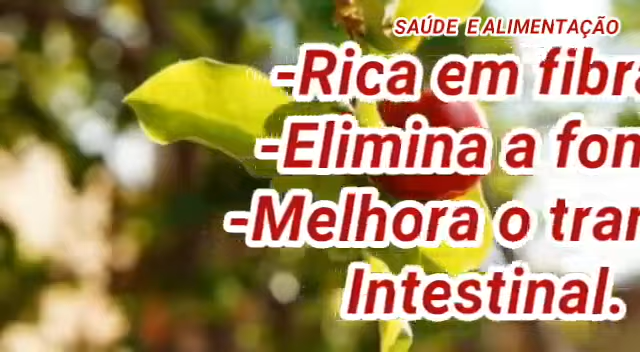 SAÚDE E ALIMENTAÇÃO
-Rica em fibra
-Elimina a fom
-Melhora o tran
Intestinal.